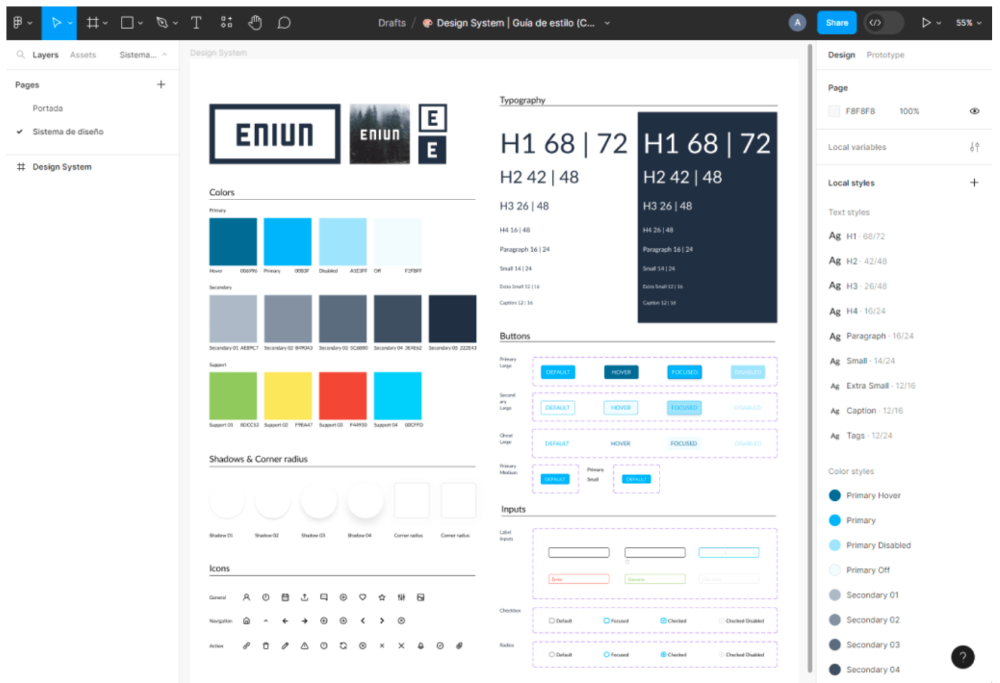 Drafts / Design System | Guía de estilo (C...
A
Share
55%
Layers Assets Sistema...
Pages
Portada
Sistema de diseño
Design System
Design System
ENIUN
ENIUN
E
E
Colors
Primary
Hover 006996 Primary 00B3F Disabled A1E3FF Off F2FBFF
Secondary
Secondary 01 AEB9C7 Secondary 02 8490A3 Secondary 03 5C6B80 Secondary 04 3E4E62 Secondary 05 222E43
Support
Support 01 8DCC52 Support 02 F9EA47 Support 03 F44930 Support 04 00CFFD
Shadows & Corner radius
Shadow 01 Shadow 02 Shadow 03 Shadow 04 Corner radius Corner radius
Icons
General
Navigation
Action
Typography
H1 68 | 72
H2 42 | 48
H3 26 | 48
H4 16 | 48
Paragraph 16 | 24
Small 14 | 24
Extra Small 12 | 16
Caption 12 | 16
H1 68 | 72
H2 42 | 48
H3 26 | 48
H4 26 | 48
Paragraph 16 | 24
Small 14 | 24
Extra Small 12 | 16
Caption 12 | 16
Buttons
Primary
Large
DEFAULT HOVER FOCUSED DISABLED
Second
ary
Large
DEFAULT HOVER FOCUSED DISABLED
Ghost
Large
DEFAULT HOVER FOCUSED DISABLED
Primary
Medium
DEFAULT
Primary
Small
DEFAULT
Inputs
Label
Inputs
Error Success
Checkbox
Default Focused Checked Checked Disabled
Radios
Default Focused Checked Checked Disabled
Design Prototype
Page
F8F8F8 100%
Local variables
Local styles
Text styles
Ag H1 · 68/72
Ag H2 · 42/48
Ag H3 · 26/48
Ag H4 · 16/24
Ag Paragraph · 16/24
Ag Small · 14/24
Ag Extra Small · 12/16
Ag Caption · 12/16
Ag Tags · 12/24
Color styles
Primary Hover
Primary
Primary Disabled
Primary Off
Secondary 01
Secondary 02
Secondary 03
Secondary 04
?